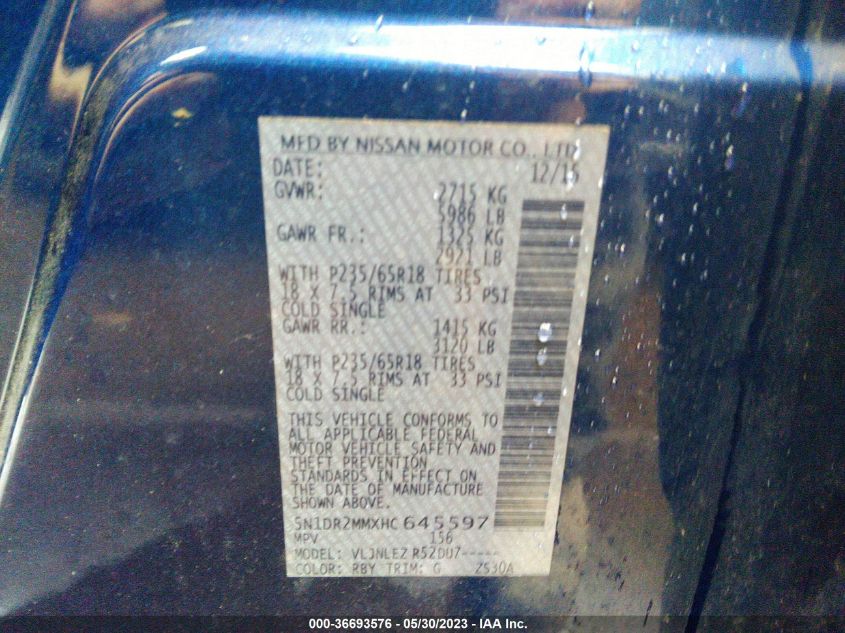 MFD BY NISSAN MOTOR CO., LTD
DATE: 12/16
GVWR: 2715 KG
5986 LB
GAWR FR.: 1325 KG
2921 LB
WITH P235/65R18 TIRES
18 X 7.5 RIMS AT 33 PSI
COLD SINGLE
GAWR RR.: 1415 KG
3120 LB
WITH P235/65R18 TIRES
18 X 7.5 RIMS AT 33 PSI
COLD SINGLE
THIS VEHICLE CONFORMS TO
ALL APPLICABLE FEDERAL
MOTOR VEHICLE SAFETY AND
THEFT PREVENTION
STANDARDS IN EFFECT ON
THE DATE OF MANUFACTURE
SHOWN ABOVE.
5N1DR2MMXHC645597
MPV 156
MODEL: VLJNLEZ R52DU7-----
COLOR: RBY TRIM: G 2S30A
000-36693576 / 05/30/2023 / IAA Inc.